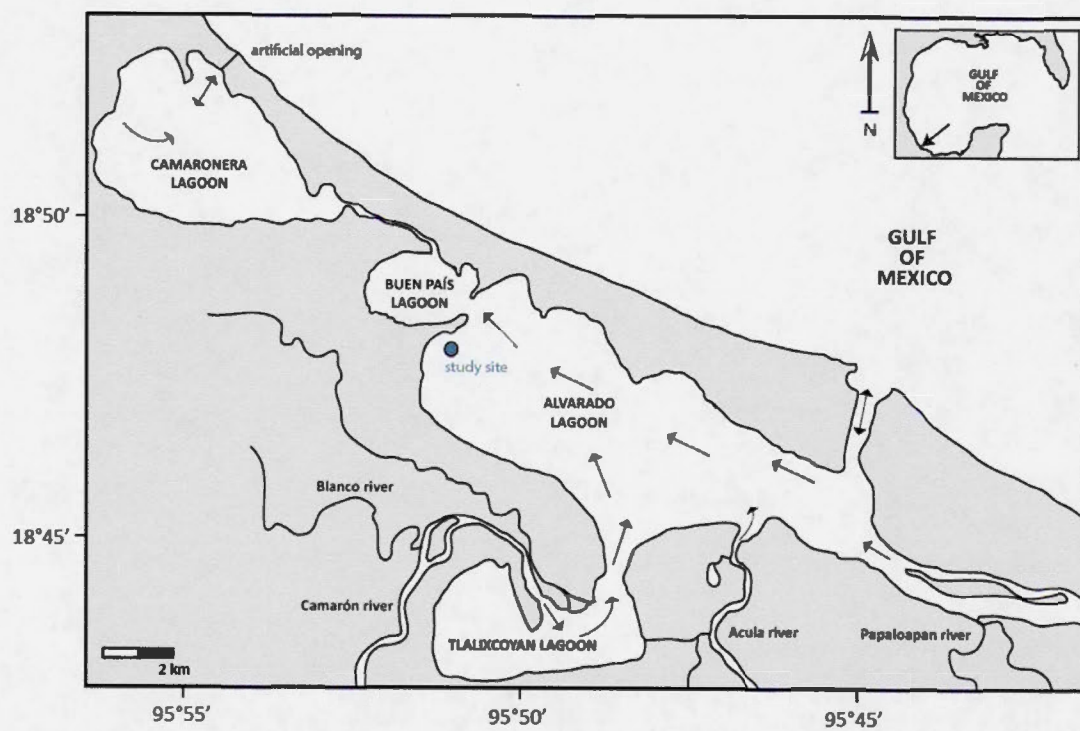 artificial opening
GULF
OF
MEXICO
N
CAMARONERA
LAGOON
18°50'
GULF
OF
MEXICO
BUEN PAÍS
LAGOON
study site
ALVARADO
LAGOON
Blanco river
18°45'
Camarón river
Acula river
Papaloapan river
TLALIXCOYAN LAGOON
2 km
95°55'
95°50'
95°45'